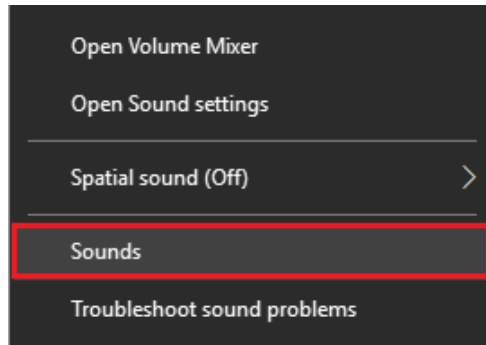 Open Volume Mixer
Open Sound settings
Spatial sound (Off)
Sounds
Troubleshoot sound problems